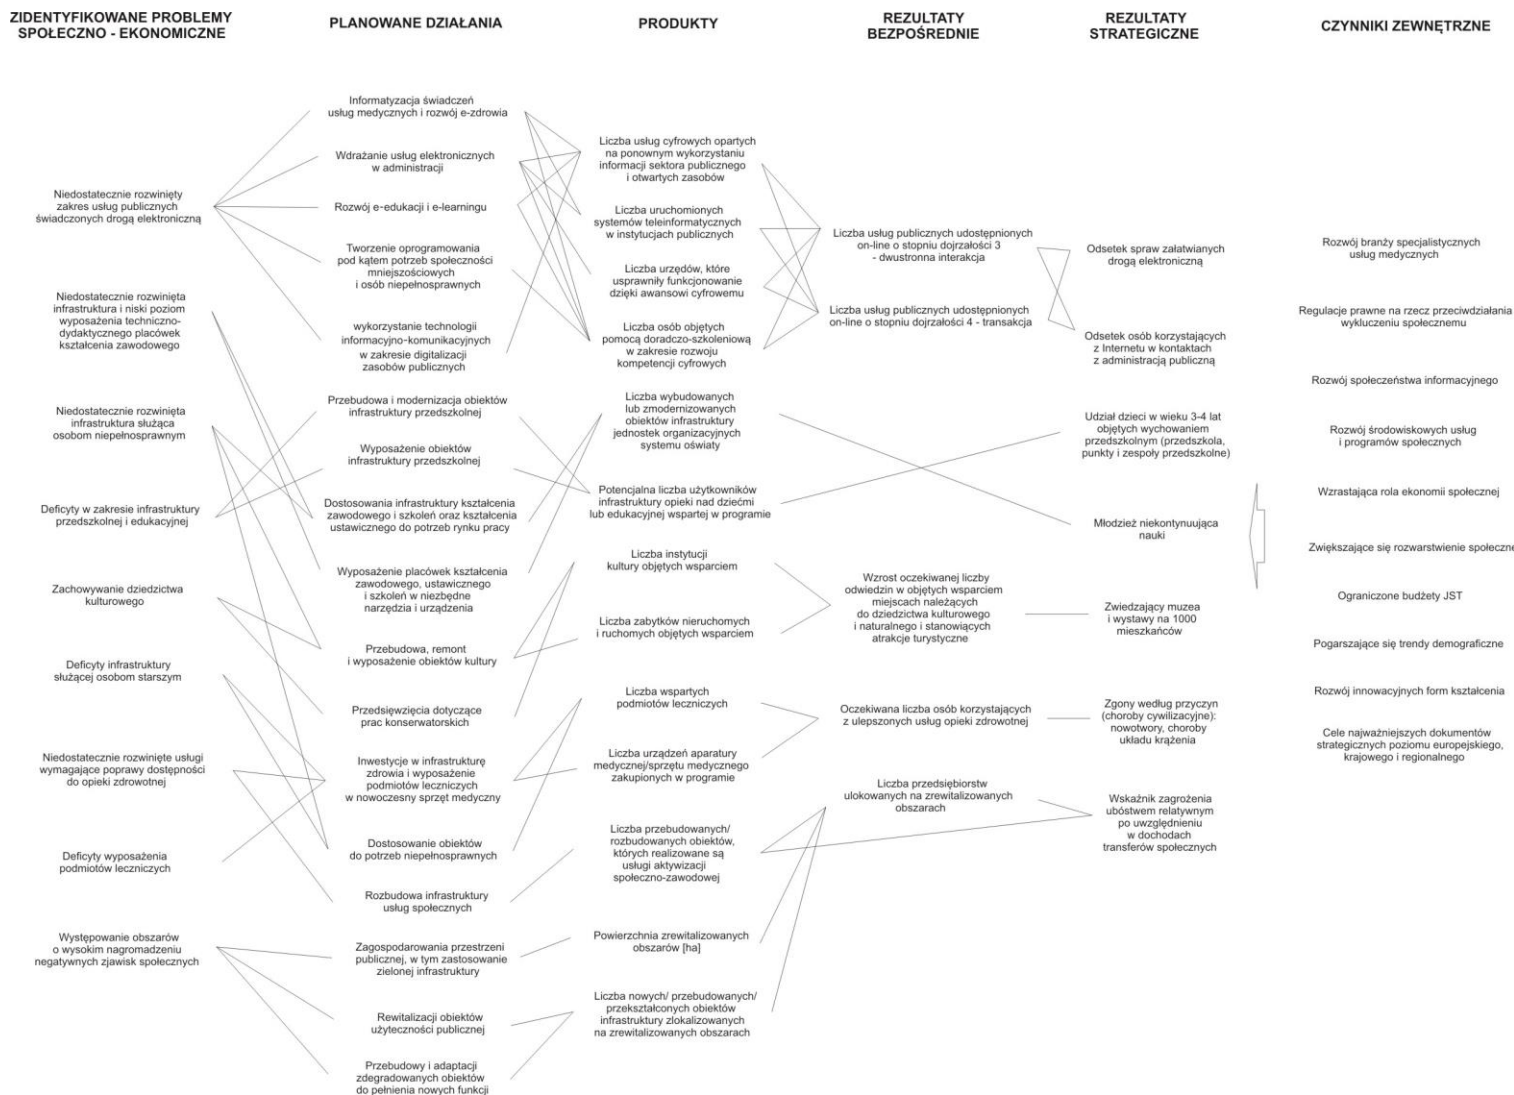 ZIDENTYFIKOWANE PROBLEMY
SPOŁECZNO - EKONOMICZNE
PLANOWANE DZIAŁANIA
PRODUKTY
REZULTATY
BEZPOŚREDNIE
REZULTATY
STRATEGICZNE
CZYNNIKI ZEWNĘTRZNE
Niedostatecznie rozwinięty
zakres usług publicznych
świadczonych drogą elektroniczną
Niedostatecznie rozwinięta
infrastruktura i niski poziom
wyposażenia techniczno-
dydaktycznego placówek
kształcenia zawodowego
Niedostatecznie rozwinięta
infrastruktura służąca
osobom niepełnosprawnym
Deficyty w zakresie infrastruktury
przedszkolnej i edukacyjnej
Zachowywanie dziedzictwa
kulturowego
Deficyty infrastruktury
służącej osobom starszym
Niedostatecznie rozwinięte usługi
wymagające poprawy dostępności
do opieki zdrowotnej
Deficyty wyposażenia
podmiotów leczniczych
Występowanie obszarów
o wysokim nagromadzeniu
negatywnych zjawisk społecznych
Informatyzacja świadczeń
usług medycznych i rozwój e-zdrowia
Wdrażanie usług elektronicznych
w administracji
Rozwój e-edukacji i e-learningu
Tworzenie oprogramowania
pod kątem potrzeb społeczności
mniejszościowych
i osób niepełnosprawnych
wykorzystanie technologii
informacyjno-komunikacyjnych
w zakresie digitalizacji
zasobów publicznych
Przebudowa i modernizacja obiektów
infrastruktury przedszkolnej
Wyposażenie obiektów
infrastruktury przedszkolnej
Dostosowania infrastruktury kształcenia
zawodowego i szkoleń oraz kształcenia
ustawicznego do potrzeb rynku pracy
Wyposażenie placówek kształcenia
zawodowego, ustawicznego
i szkoleń w niezbędne
narzędzia i urządzenia
Przebudowa, remont
i wyposażenie obiektów kultury
Przedsięwzięcia dotyczące
prac konserwatorskich
Inwestycje w infrastrukturę
zdrowia i wyposażenie
podmiotów leczniczych
w nowoczesny sprzęt medyczny
Dostosowanie obiektów
do potrzeb niepełnosprawnych
Rozbudowa infrastruktury
usług społecznych
Zagospodarowania przestrzeni
publicznej, w tym zastosowanie
zielonej infrastruktury
Rewitalizacji obiektów
użyteczności publicznej
Przebudowy i adaptacji
zdegradowanych obiektów
do pełnienia nowych funkcji
Liczba usług cyfrowych opartych
na ponownym wykorzystaniu
informacji sektora publicznego
i otwartych zasobów
Liczba uruchomionych
systemów teleinformatycznych
w instytucjach publicznych
Liczba urzędów, które
usprawniły funkcjonowanie
dzięki awansowi cyfrowemu
Liczba osób objętych
pomocą doradczo-szkoleniową
w zakresie rozwoju
kompetencji cyfrowych
Liczba wybudowanych
lub zmodernizowanych
obiektów infrastruktury
jednostek organizacyjnych
systemu oświaty
Potencjalna liczba użytkowników
infrastruktury opieki nad dziećmi
lub edukacyjnej wspartej w programie
Liczba instytucji
kultury objętych wsparciem
Liczba zabytków nieruchomych
i ruchomych objętych wsparciem
Liczba wspartych
podmiotów leczniczych
Liczba urządzeń aparatury
medycznej/sprzętu medycznego
zakupionych w programie
Liczba przebudowanych/
rozbudowanych obiektów,
których realizowane są
usługi aktywizacji
społeczno-zawodowej
Powierzchnia zrewitalizowanych
obszarów [ha]
Liczba nowych/ przebudowanych/
przekształconych obiektów
infrastruktury zlokalizowanych
na zrewitalizowanych obszarach
Liczba usług publicznych udostępnionych
on-line o stopniu dojrzałości 3
- dwustronna interakcja
Liczba usług publicznych udostępnionych
on-line o stopniu dojrzałości 4 - transakcja
Wzrost oczekiwanej liczby
odwiedzin w objętych wsparciem
miejscach należących
do dziedzictwa kulturowego
i naturalnego i stanowiących
atrakcje turystyczne
Oczekiwana liczba osób korzystających
z ulepszonych usług opieki zdrowotnej
Liczba przedsiębiorstw
ulokowanych na zrewitalizowanych
obszarach
Odsetek spraw załatwianych
drogą elektroniczną
Odsetek osób korzystających
z Internetu w kontaktach
z administracją publiczną
Udział dzieci w wieku 3-4 lat
objętych wychowaniem
przedszkolnym (przedszkola,
punkty i zespoły przedszkolne)
Młodzież niekontynuująca
nauki
Zwiedzający muzea
i wystawy na 1000
mieszkańców
Zgony według przyczyn
(choroby cywilizacyjne):
nowotwory, choroby
układu krążenia
Wskaźnik zagrożenia
ubóstwem relatywnym
po uwzględnieniu
w dochodach
transferów społecznych
Rozwój branży specjalistycznych
usług medycznych
Regulacje prawne na rzecz przeciwdziałania
wykluczeniu społecznemu
Rozwój społeczeństwa informacyjnego
Rozwój środowiskowych usług
i programów społecznych
Wzrastająca rola ekonomii społecznej
Zwiększające się rozwarstwienie społeczne
Ograniczone budżety JST
Pogarszające się trendy demograficzne
Rozwój innowacyjnych form kształcenia
Cele najważniejszych dokumentów
strategicznych poziomu europejskiego,
krajowego i regionalnego